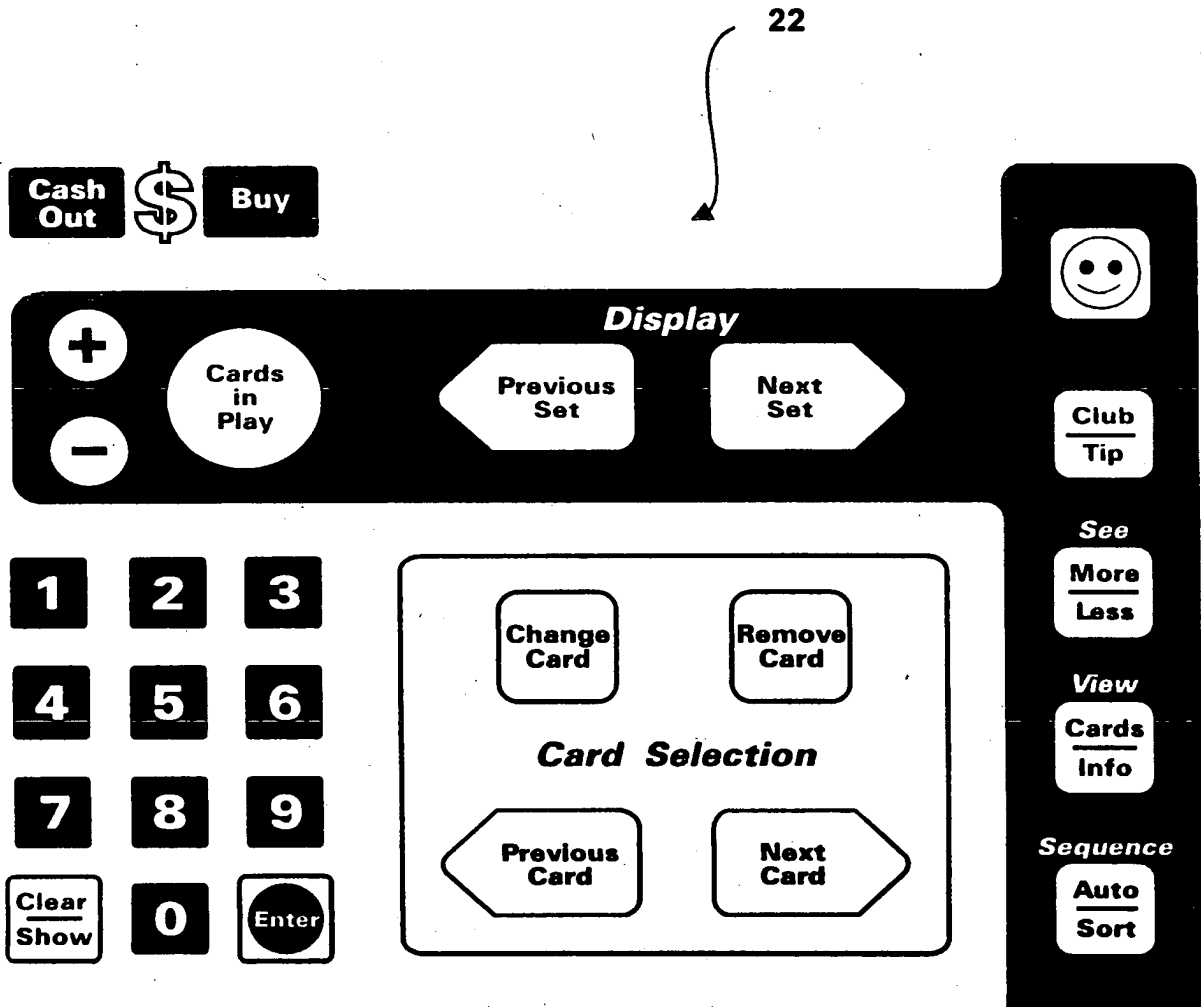 22
Cash
Out
$
Buy
+
Cards
in
Play
−
Display
Previous
Set
Next
Set
Club
Tip
See
More
Less
View
Cards
Info
Sequence
Auto
Sort
1 2 3
4 5 6
7 8 9
Clear
Show
0
Enter
Change
Card
Remove
Card
Card Selection
Previous
Card
Next
Card